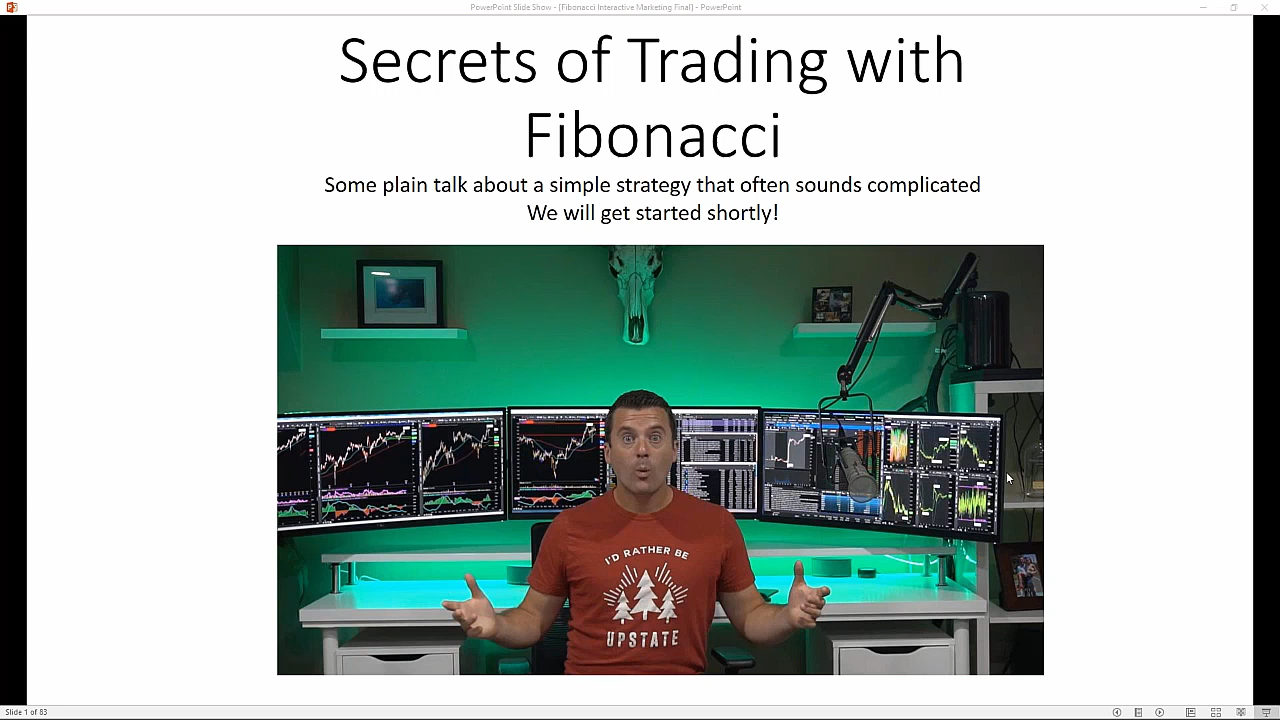 PowerPoint Slide Show - [Fibonacci Interactive Marketing Final] - PowerPoint
Secrets of Trading with
Fibonacci
Some plain talk about a simple strategy that often sounds complicated
We will get started shortly!
I'D RATHER BE
UPSTATE
Slide 1 of 83